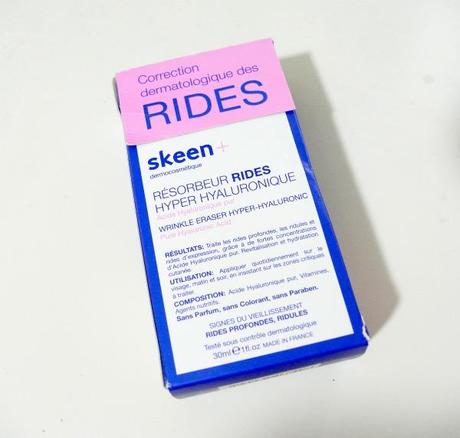 Correction
dermatologique des
RIDES
skeen+
dermocosmétique
RÉSORBEUR RIDES
HYPER HYALURONIQUE
Acide Hyaluronique pur
WRINKLE ERASER HYPER-HYALURONIC
Pure Hyaluronic Acid
RÉSULTATS: Traite les rides profondes, les ridules et
rides d'expression, grâce à de fortes concentrations
d'Acide Hyaluronique pur. Revitalisation et hydratation
cutanée.
UTILISATION: Appliquer quotidiennement sur le
visage, matin et soir, en insistant sur les zones critiques
à traiter.
COMPOSITION: Acide Hyaluronique pur, Vitamines,
Agents nutritifs.
Sans Parfum, sans Colorant, sans Paraben.
SIGNES DU VIEILLISSEMENT
RIDES PROFONDES, RIDULES
Testé sous contrôle dermatologique
30ml ℮ 1fl.oz MADE IN FRANCE